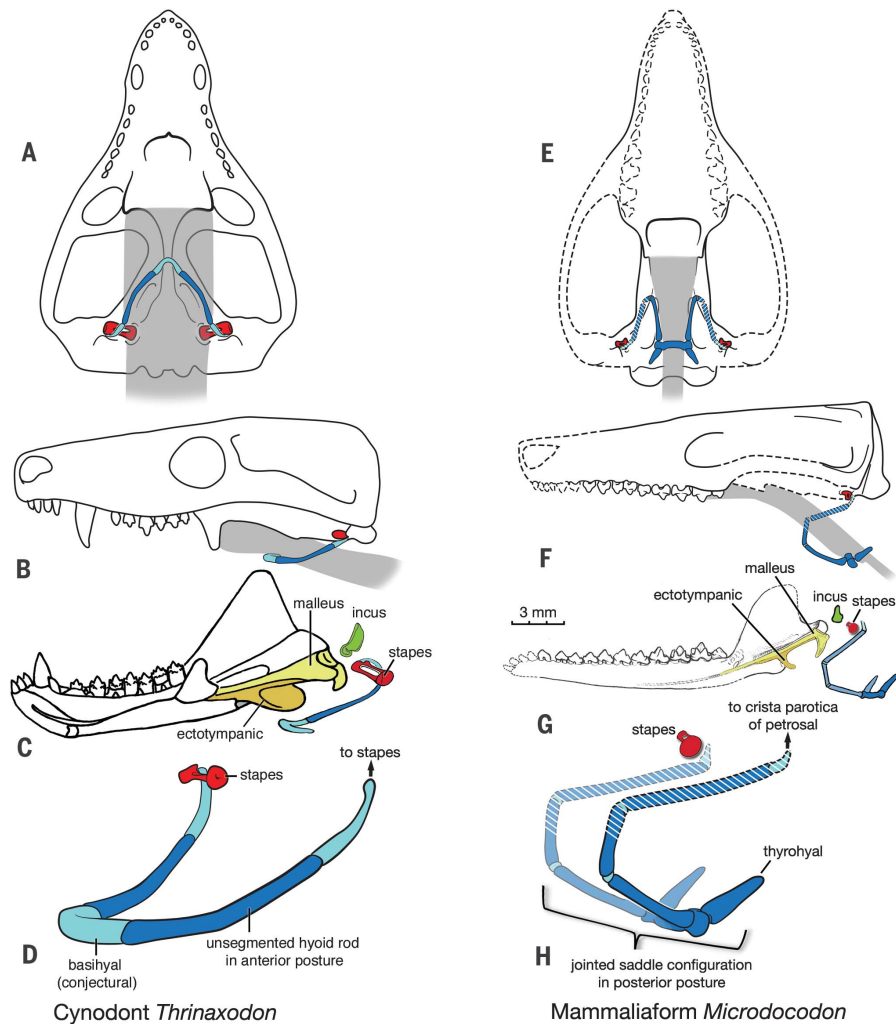 A
B
malleus
incus
stapes
ectotympanic
C
to stapes
stapes
D
basihyal
(conjectural)
unsegmented hyoid rod
in anterior posture
Cynodont Thrinaxodon
E
F
malleus
ectotympanic
incus
stapes
3 mm
G
to crista parotica
of petrosal
stapes
thyrohyal
H
jointed saddle configuration
in posterior posture
Mammaliaform Microdocodon